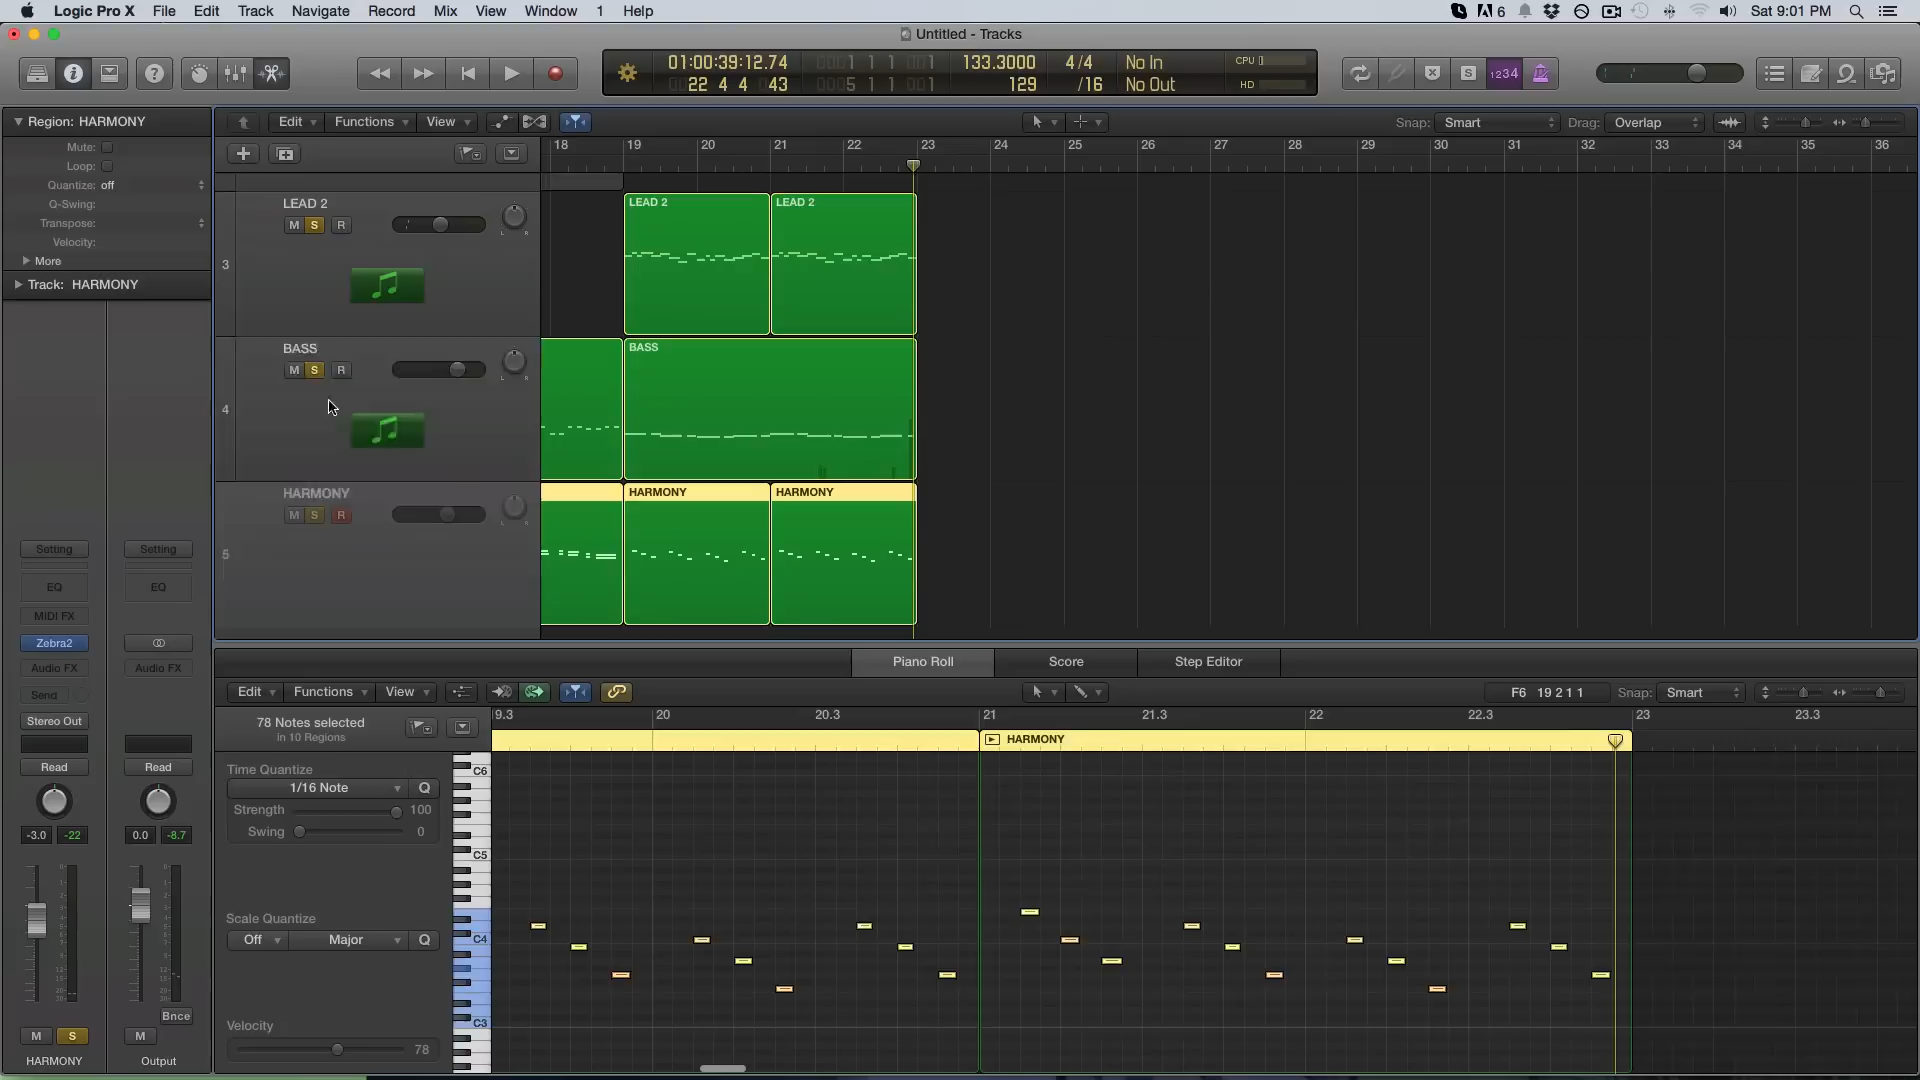 Logic Pro X File Edit Track Navigate Record Mix View Window 1 Help
6 Sat 9:01 PM
Untitled - Tracks
01:00:39:12.74 133.3000 4/4 No In CPU
22 4 4 43 129 /16 No Out HD
1234
Region: HARMONY
Edit Functions View
Snap: Smart Drag: Overlap
Mute:
Loop:
Quantize: off
Q-Swing:
Transpose:
Velocity:
More
Track: HARMONY
18 19 20 21 22 23 24 25 26 27 28 29 30 31 32 33 34 35 36
3
LEAD 2
M S R
L R
LEAD 2 LEAD 2
4
BASS
M S R
L R
BASS
5
HARMONY
M S R
L R
HARMONY HARMONY
Setting Setting
EQ EQ
MIDI FX
Zebra2
Audio FX Audio FX
Send
Stereo Out
Read Read
-3.0 -22 0.0 -8.7
Bnce
M S M
HARMONY Output
Piano Roll Score Step Editor
Edit Functions View
F6 19 2 1 1 Snap: Smart
78 Notes selected
in 10 Regions
9.3 20 20.3 21 21.3 22 22.3 23 23.3
HARMONY
Time Quantize
1/16 Note Q
Strength 100
Swing 0
Scale Quantize
Off Major Q
Velocity
78
C6
C5
C4
C3